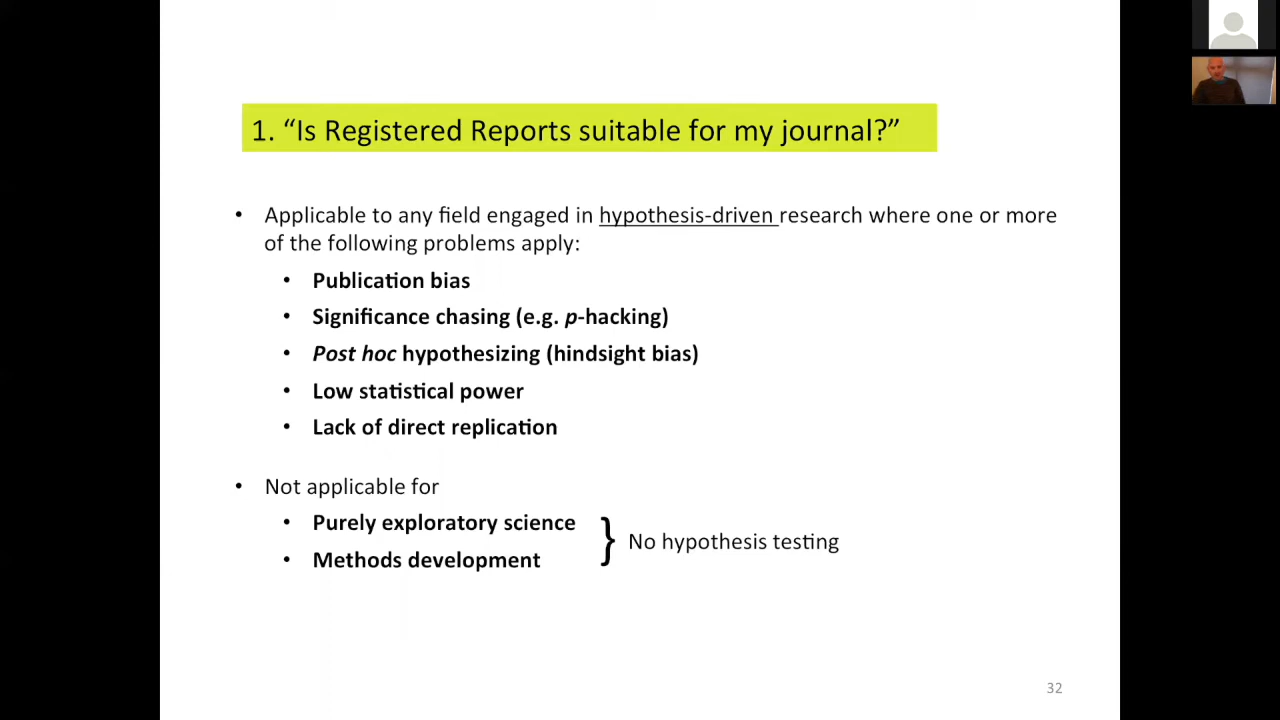 1. “Is Registered Reports suitable for my journal?”
• Applicable to any field engaged in hypothesis-driven research where one or more
of the following problems apply:
• Publication bias
• Significance chasing (e.g. p-hacking)
• Post hoc hypothesizing (hindsight bias)
• Low statistical power
• Lack of direct replication
• Not applicable for
• Purely exploratory science
• Methods development
} No hypothesis testing
32